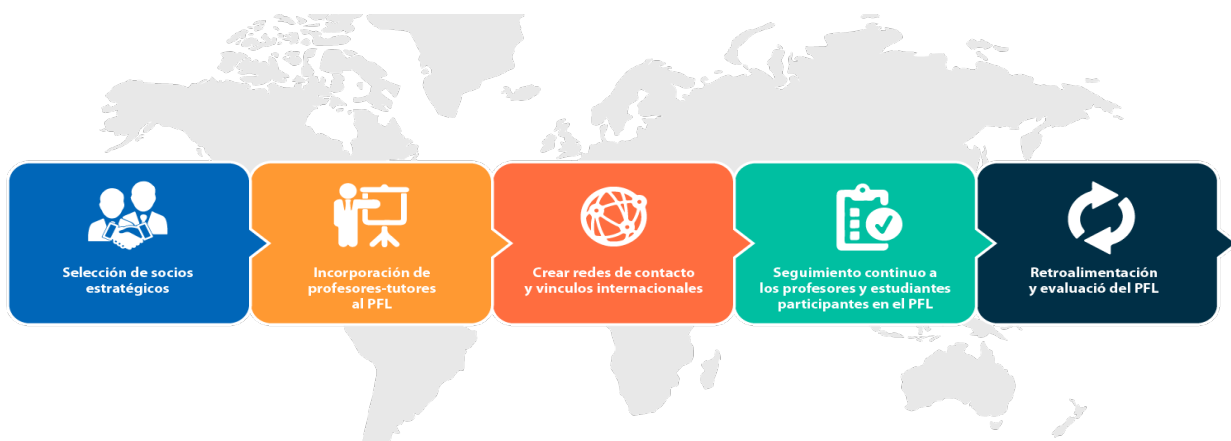 Selección de socios
estratégicos
Incorporación de
profesores-tutores
al PFL
Crear redes de contacto
y vinculos internacionales
Seguimiento continuo a
los profesores y estudiantes
participantes en el PFL
Retroalimentación
y evaluació del PFL